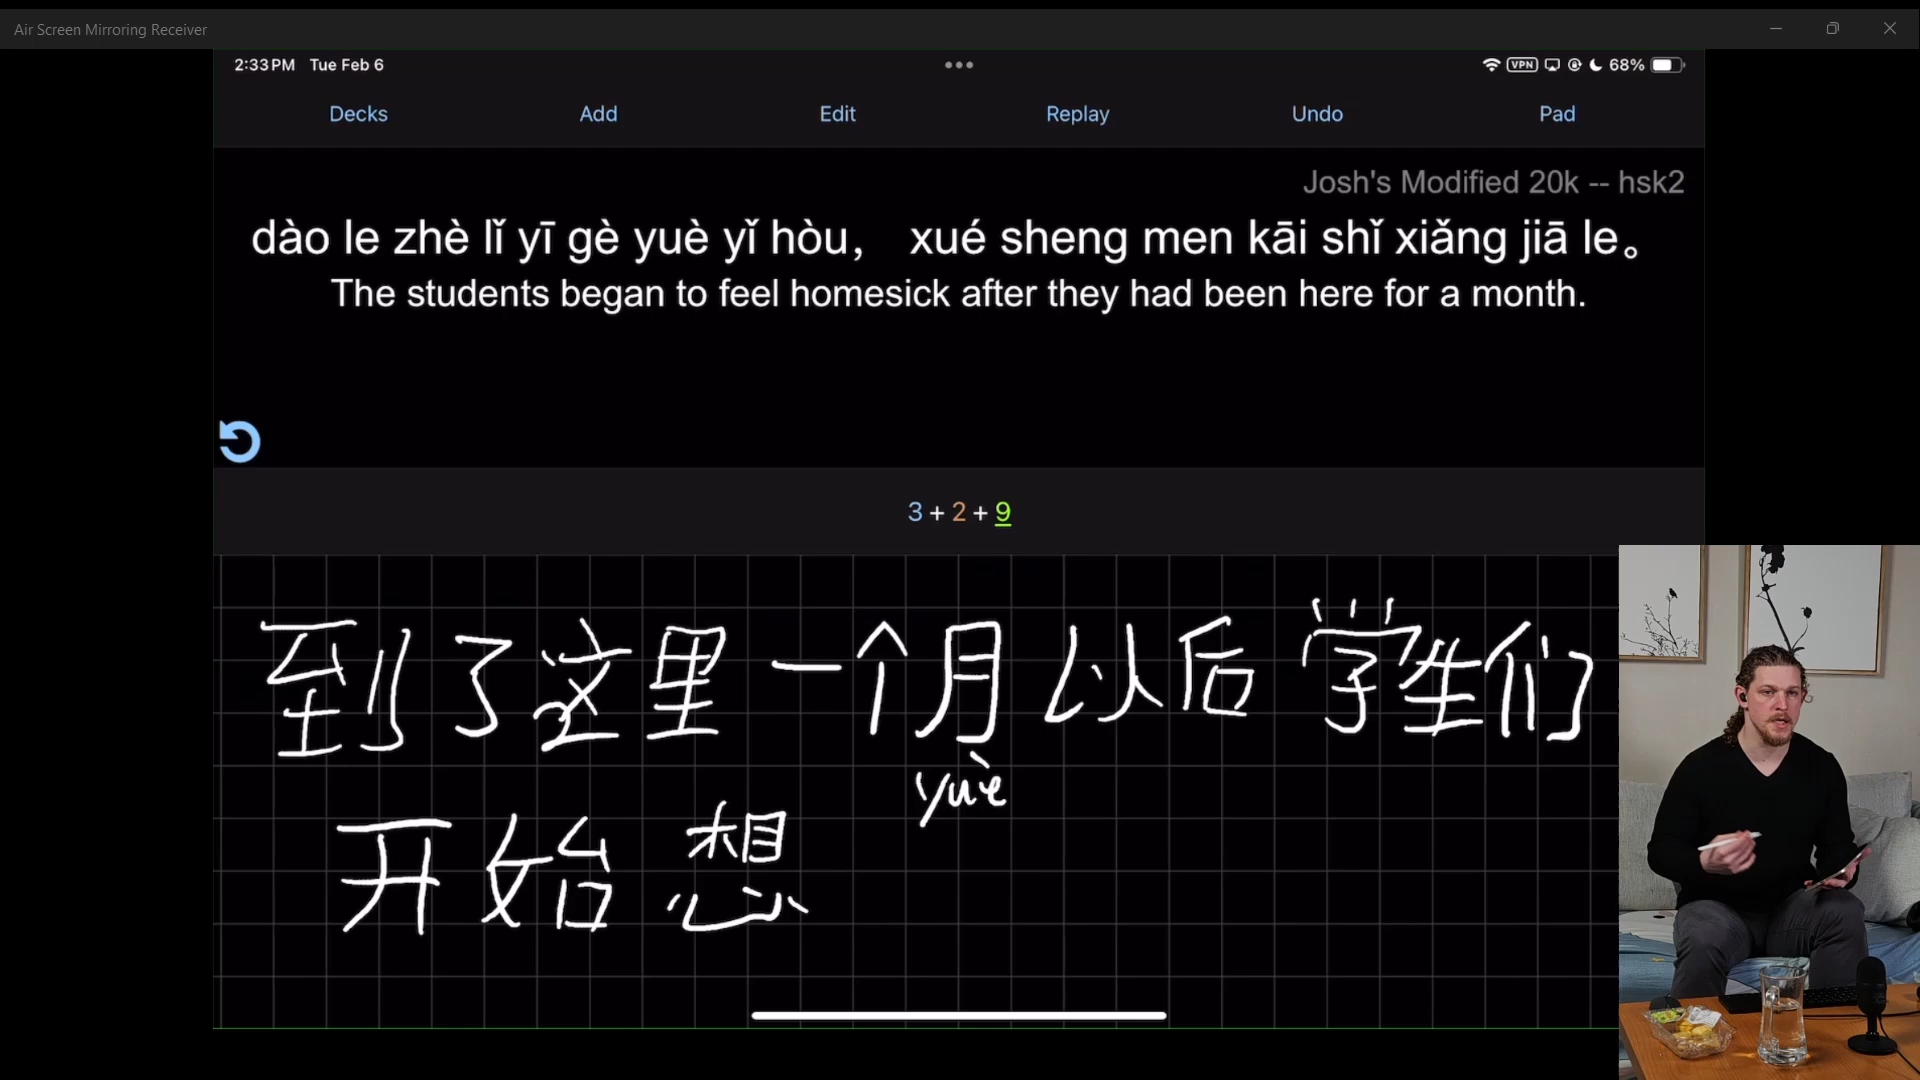 Air Screen Mirroring Receiver
2:33 PM Tue Feb 6 VPN 68%
Decks Add Edit Replay Undo Pad
Josh's Modified 20k -- hsk2
dào le zhè lǐ yī gè yuè yǐ hòu， xué sheng men kāi shǐ xiǎng jiā le。
The students began to feel homesick after they had been here for a month.
3 + 2 + 9
到了这里一个月以后学生们
yuè
开始想